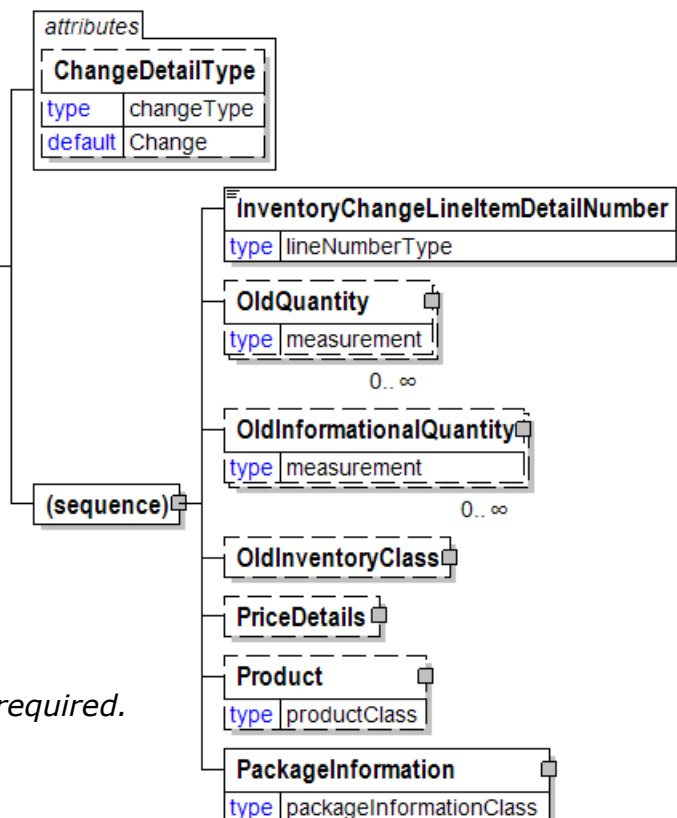 attributes
ChangeDetailType
type changeType
default Change
InventoryChangeLineItemDetailNumber
type lineNumberType
OldQuantity
type measurement
0.. ∞
OldInformationalQuantity
type measurement
0.. ∞
(sequence)
OldInventoryClass
PriceDetails
Product
required.
type productClass
PackageInformation
type packageInformationClass